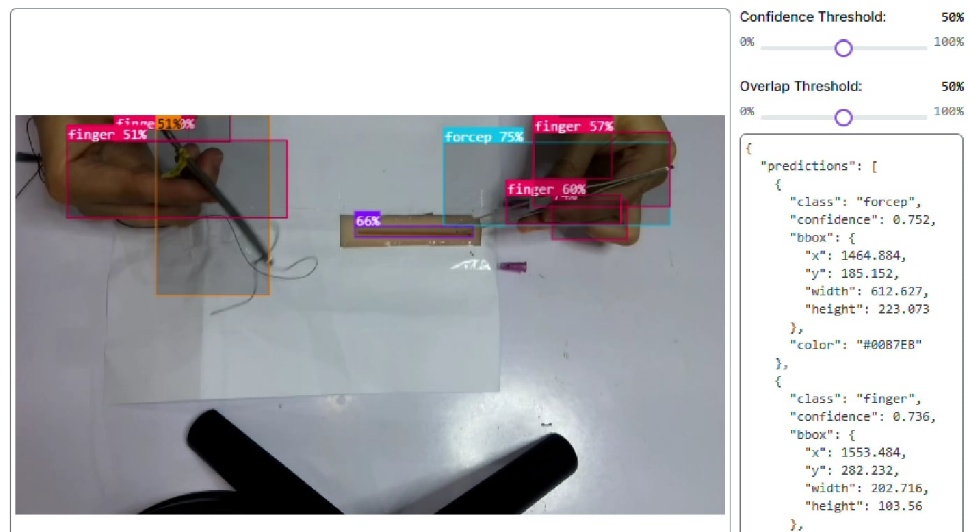 Confidence Threshold: 50%
0% 100%
Overlap Threshold: 50%
0% 100%
51%
finger 51%
forcep 75%
finger 57%
finger 60%
66%
{
"predictions": [
{
"class": "forcep",
"confidence": 0.752,
"bbox": {
"x": 1464.884,
"y": 185.152,
"width": 612.627,
"height": 223.073
},
"color": "#00B7EB"
},
{
"class": "finger",
"confidence": 0.736,
"bbox": {
"x": 1553.484,
"y": 282.232,
"width": 202.716,
"height": 103.56
},